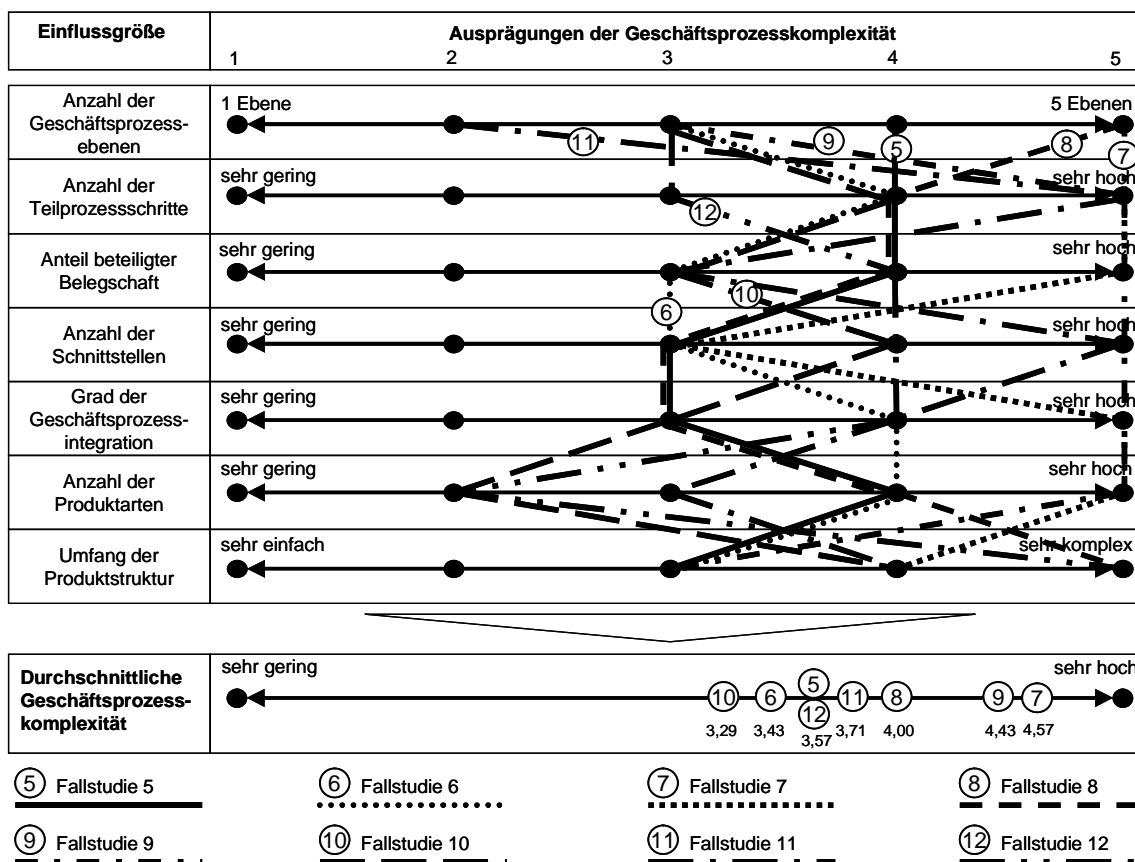 Einflussgröße
Ausprägungen der Geschäftsprozesskomplexität
1 2 3 4 5
Anzahl der
Geschäftsprozess-
ebenen
1 Ebene
5 Ebenen
11
9
5
8
7
Anzahl der
Teilprozessschritte
sehr gering
sehr hoch
12
Anteil beteiligter
Belegschaft
sehr gering
sehr hoch
10
6
Anzahl der
Schnittstellen
sehr gering
sehr hoch
Grad der
Geschäftsprozess-
integration
sehr gering
sehr hoch
Anzahl der
Produktarten
sehr gering
sehr hoch
Umfang der
Produktstruktur
sehr einfach
sehr komplex
Durchschnittliche
Geschäftsprozess-
komplexität
sehr gering
sehr hoch
10 6 5 11 8 9 7
12
3,29 3,43 3,57 3,71 4,00 4,43 4,57
5 Fallstudie 5
6 Fallstudie 6
7 Fallstudie 7
8 Fallstudie 8
9 Fallstudie 9
10 Fallstudie 10
11 Fallstudie 11
12 Fallstudie 12